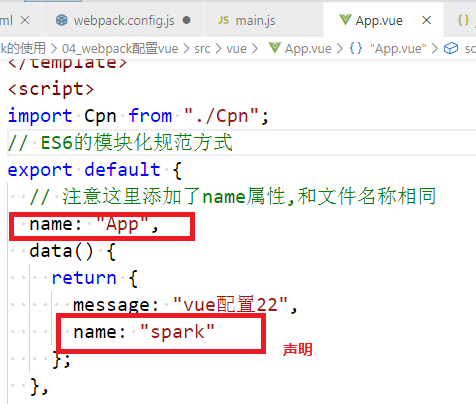 ml webpack.config.js main.js App.vue
k的使用 > 04_webpack配置vue > src > vue > App.vue > {} "App.vue" > sc
</template>
<script>
import Cpn from "./Cpn";
// ES6的模块化规范方式
export default {
// 注意这里添加了name属性,和文件名称相同
name: "App",
data() {
return {
message: "vue配置22",
name: "spark"
声明
};
},